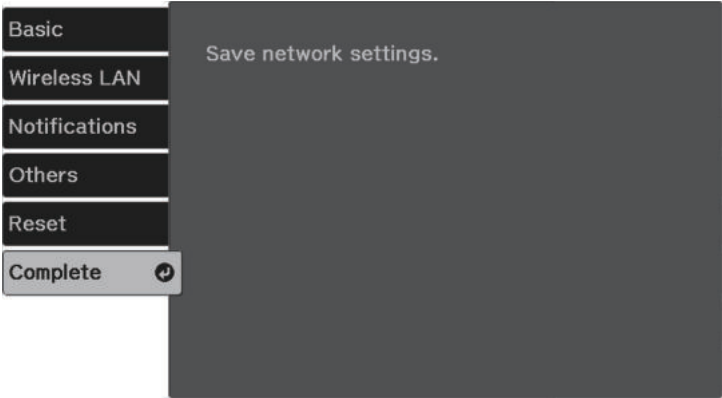 Basic
Wireless LAN
Notifications
Others
Reset
Complete
Save network settings.